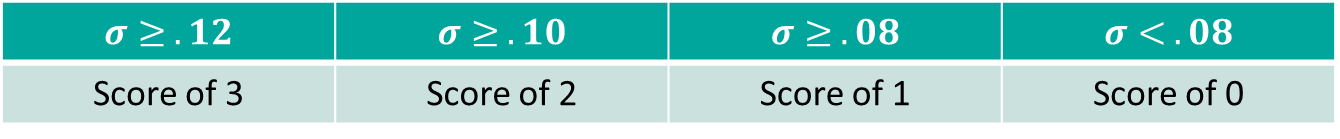 σ ≥ .12 σ ≥ .10 σ ≥ .08 σ < .08
Score of 3 Score of 2 Score of 1 Score of 0